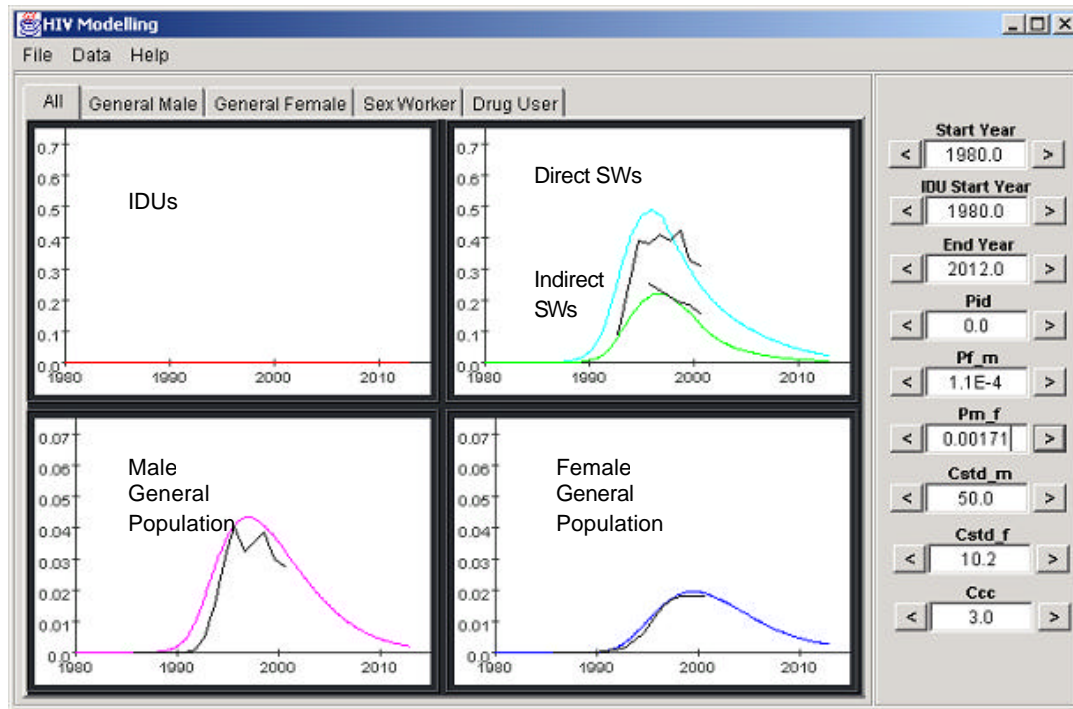 HIV Modelling
File Data Help
All General Male General Female Sex Worker Drug User
0.7
0.6
0.5
0.4
0.3
0.2
0.1
0.0
1980 1990 2000 2010
IDUs
0.7
0.6
0.5
0.4
0.3
0.2
0.1
0.0
1980 1990 2000 2010
Direct SWs
Indirect
SWs
0.07
0.06
0.05
0.04
0.03
0.02
0.01
0.0
1980 1990 2000 2010
Male
General
Population
0.07
0.06
0.05
0.04
0.03
0.02
0.01
0.0
1980 1990 2000 2010
Female
General
Population
Start Year
< 1980.0 >
IDU Start Year
< 1980.0 >
End Year
< 2012.0 >
Pid
< 0.0 >
Pf_m
< 1.1E-4 >
Pm_f
< 0.00171 >
Cstd_m
< 50.0 >
Cstd_f
< 10.2 >
Ccc
< 3.0 >